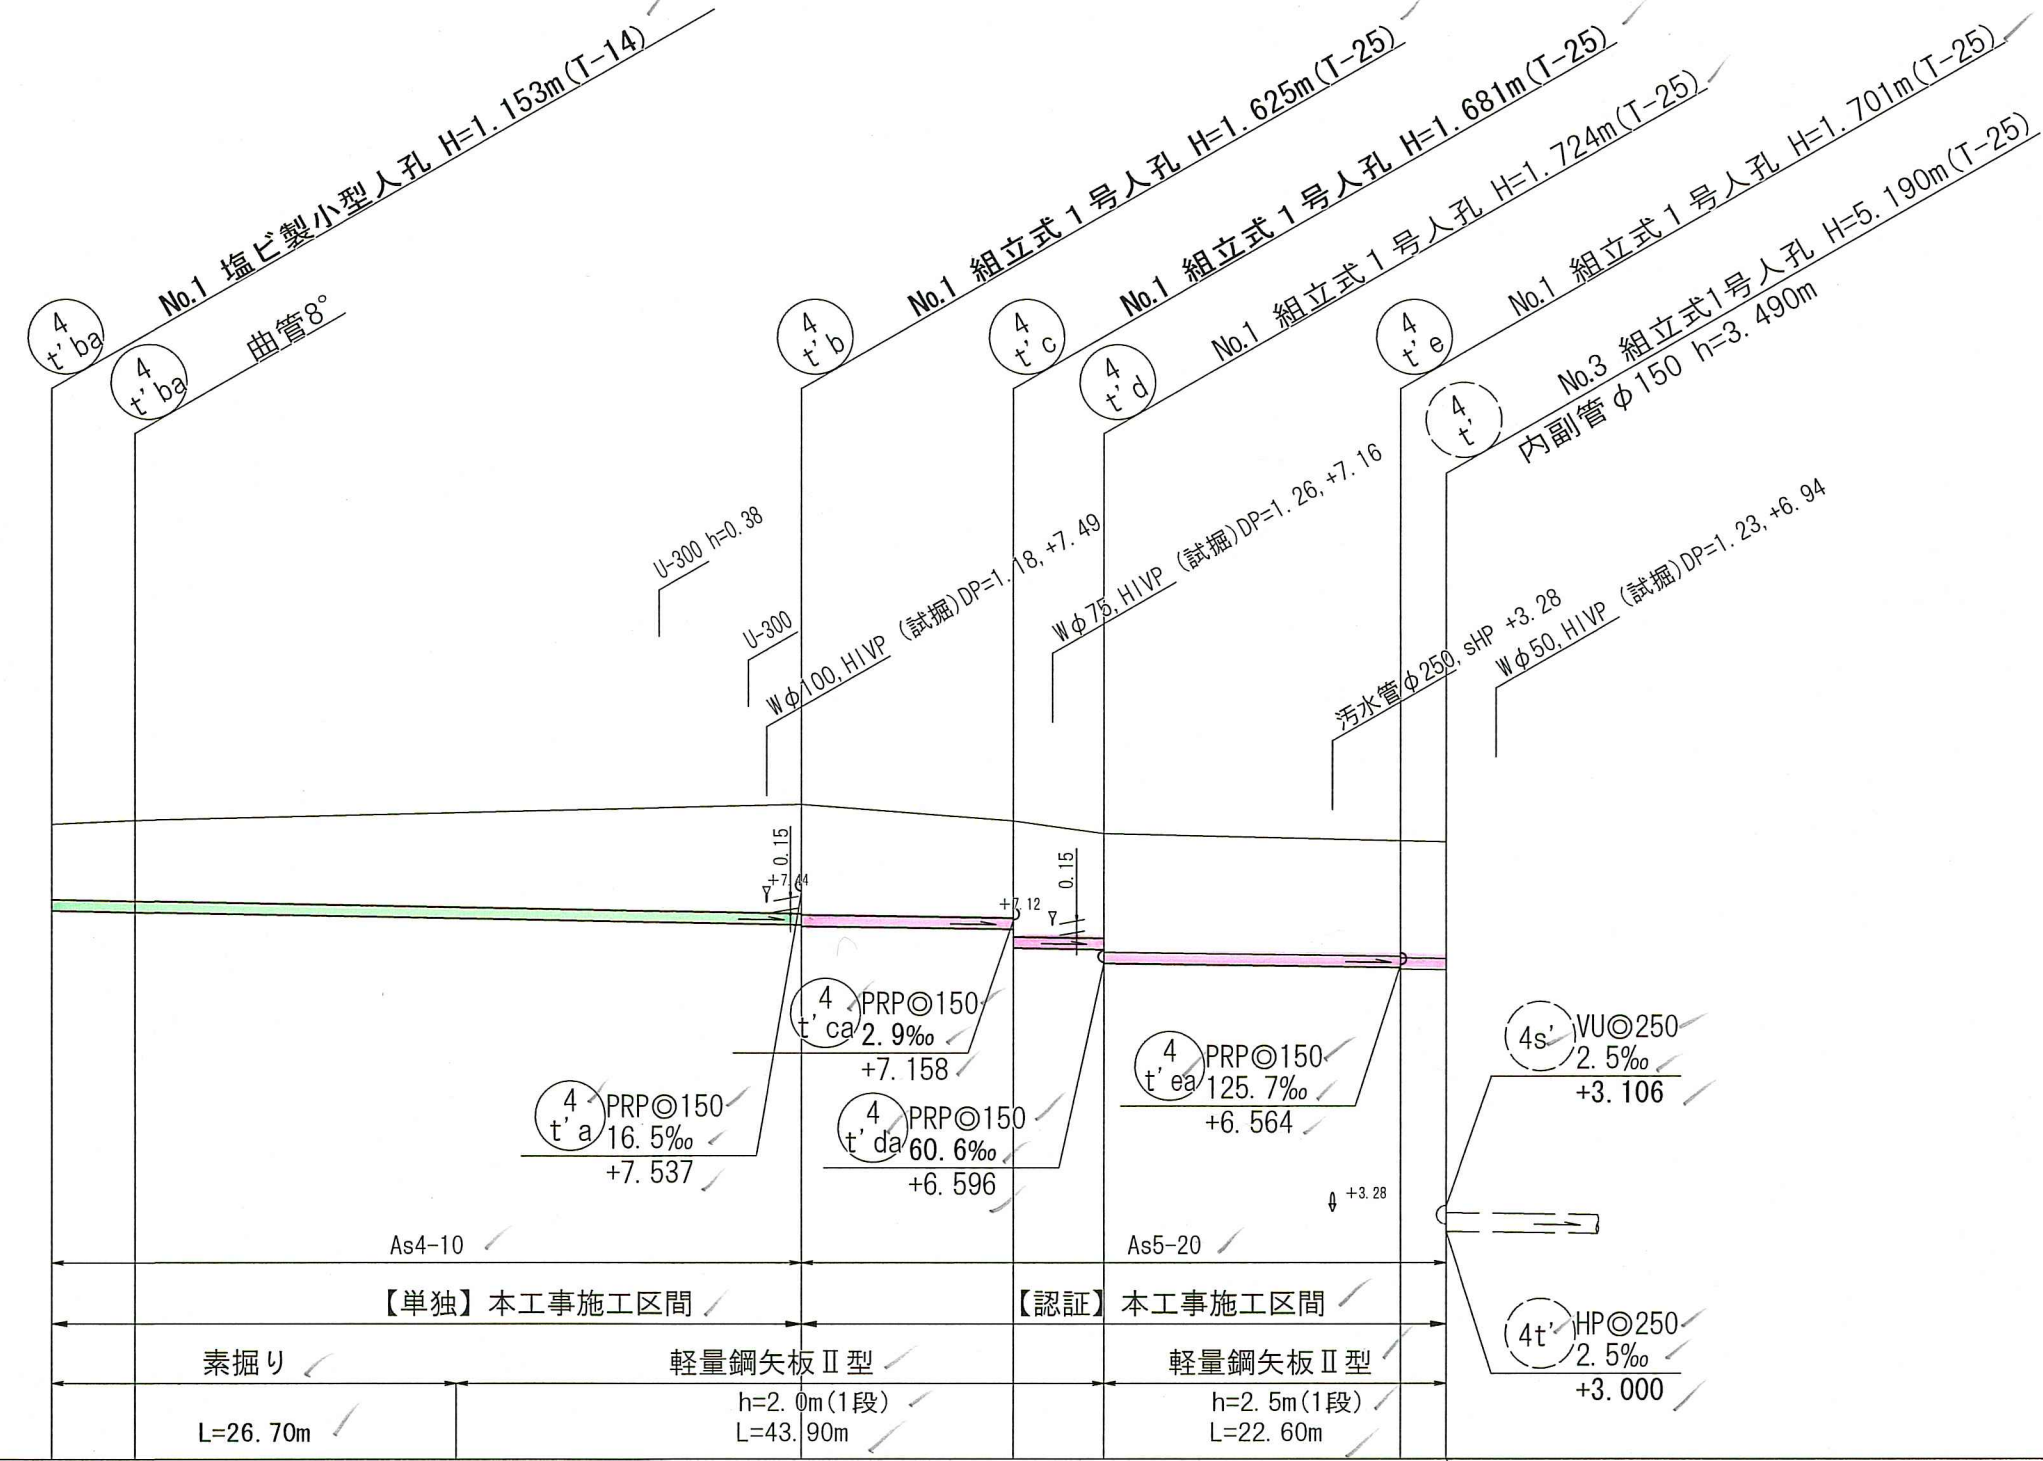 No.1 塩ビ製小型人孔 H=1.153m(T-14)
4
t'ba
曲管8°
4
t'ba
No.1 組立式1号人孔 H=1.625m(T-25)
4
t'b
No.1 組立式1号人孔 H=1.681m(T-25)
4
t'c
No.1 組立式1号人孔 H=1.724m(T-25)
4
t'd
No.1 組立式1号人孔 H=1.701m(T-25)
4
t'e
No.3 組立式1号人孔 H=5.190m(T-25)
内副管φ150 h=3.490m
4
t'
U-300 h=0.38
U-300
Wφ100,HIVP (試掘)DP=1.18,+7.49
Wφ75,HIVP (試掘)DP=1.26,+7.16
汚水管φ250,sHP +3.28
Wφ50,HIVP (試掘)DP=1.23,+6.94
0.15
+7.44
+7.12
0.15
4
t'ca
PRP◎150
2.9‰
+7.158
4
t'a
PRP◎150
16.5‰
+7.537
4
t'da
PRP◎150
60.6‰
+6.596
4
t'ea
PRP◎150
125.7‰
+6.564
4s'
VU◎250
2.5‰
+3.106
+3.28
4t'
HP◎250
2.5‰
+3.000
As4-10
As5-20
【単独】本工事施工区間
【認証】本工事施工区間
素掘り
軽量鋼矢板Ⅱ型
軽量鋼矢板Ⅱ型
h=2.0m(1段)
h=2.5m(1段)
L=26.70m
L=43.90m
L=22.60m